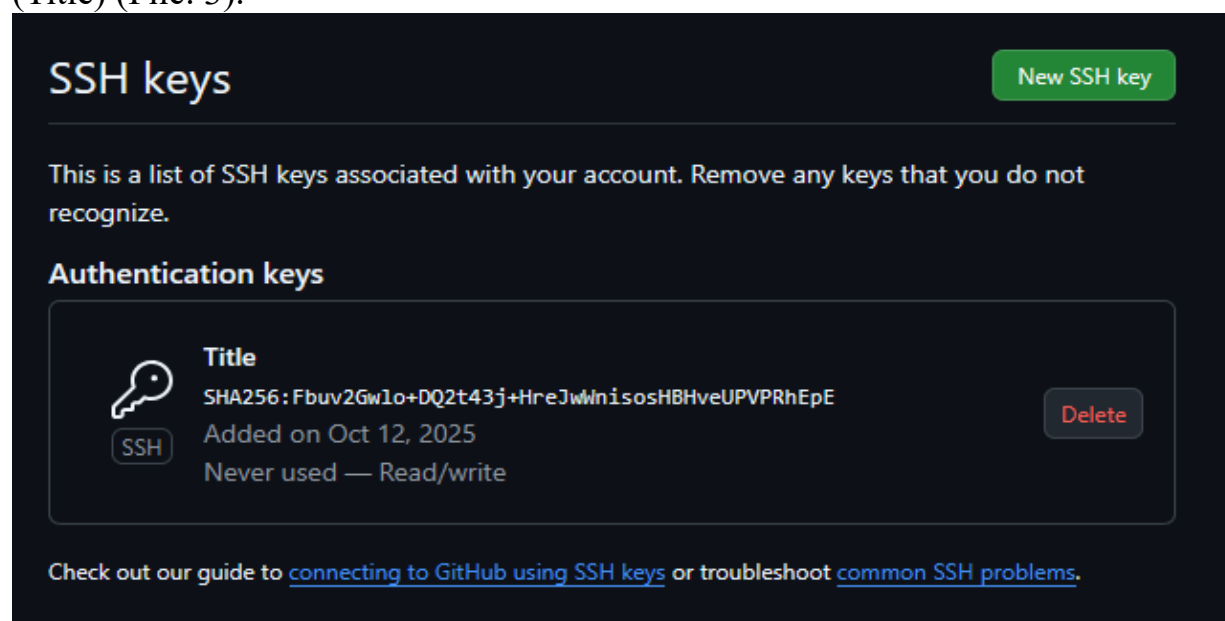 (Title) (Рис. 3).
SSH keys
New SSH key
This is a list of SSH keys associated with your account. Remove any keys that you do not
recognize.
Authentication keys
Title
SHA256:Fbuv2Gwlo+DQ2t43j+HreJwWnisosHBHveUPVPRhEpE
Added on Oct 12, 2025
Never used — Read/write
SSH
Delete
Check out our guide to connecting to GitHub using SSH keys or troubleshoot common SSH problems.